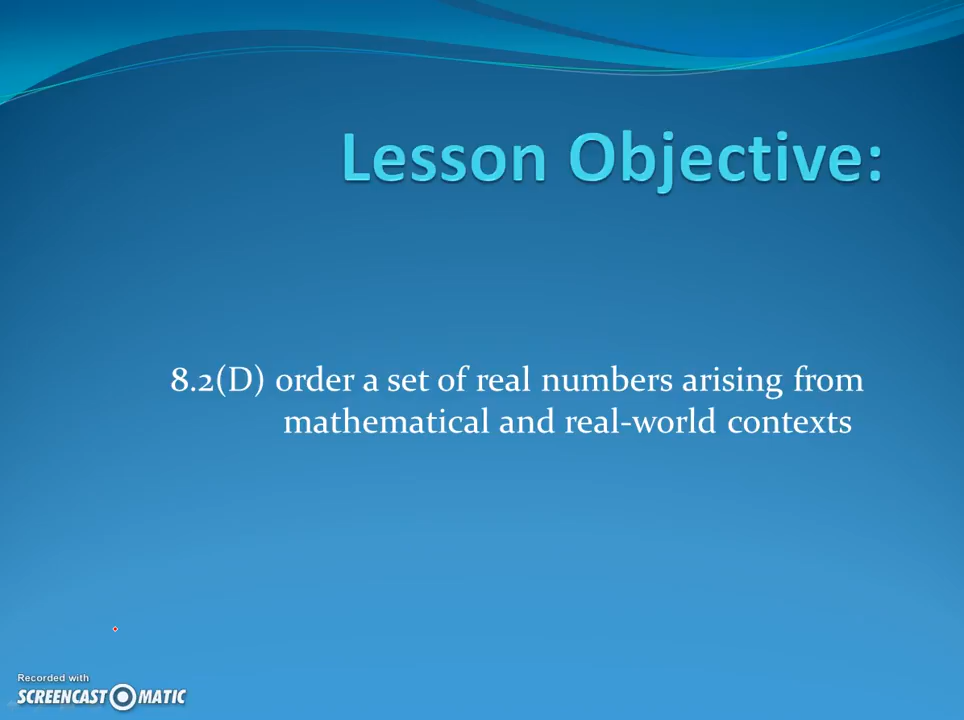 Lesson Objective:
8.2(D) order a set of real numbers arising from
mathematical and real-world contexts
Recorded with
SCREENCAST MATIC